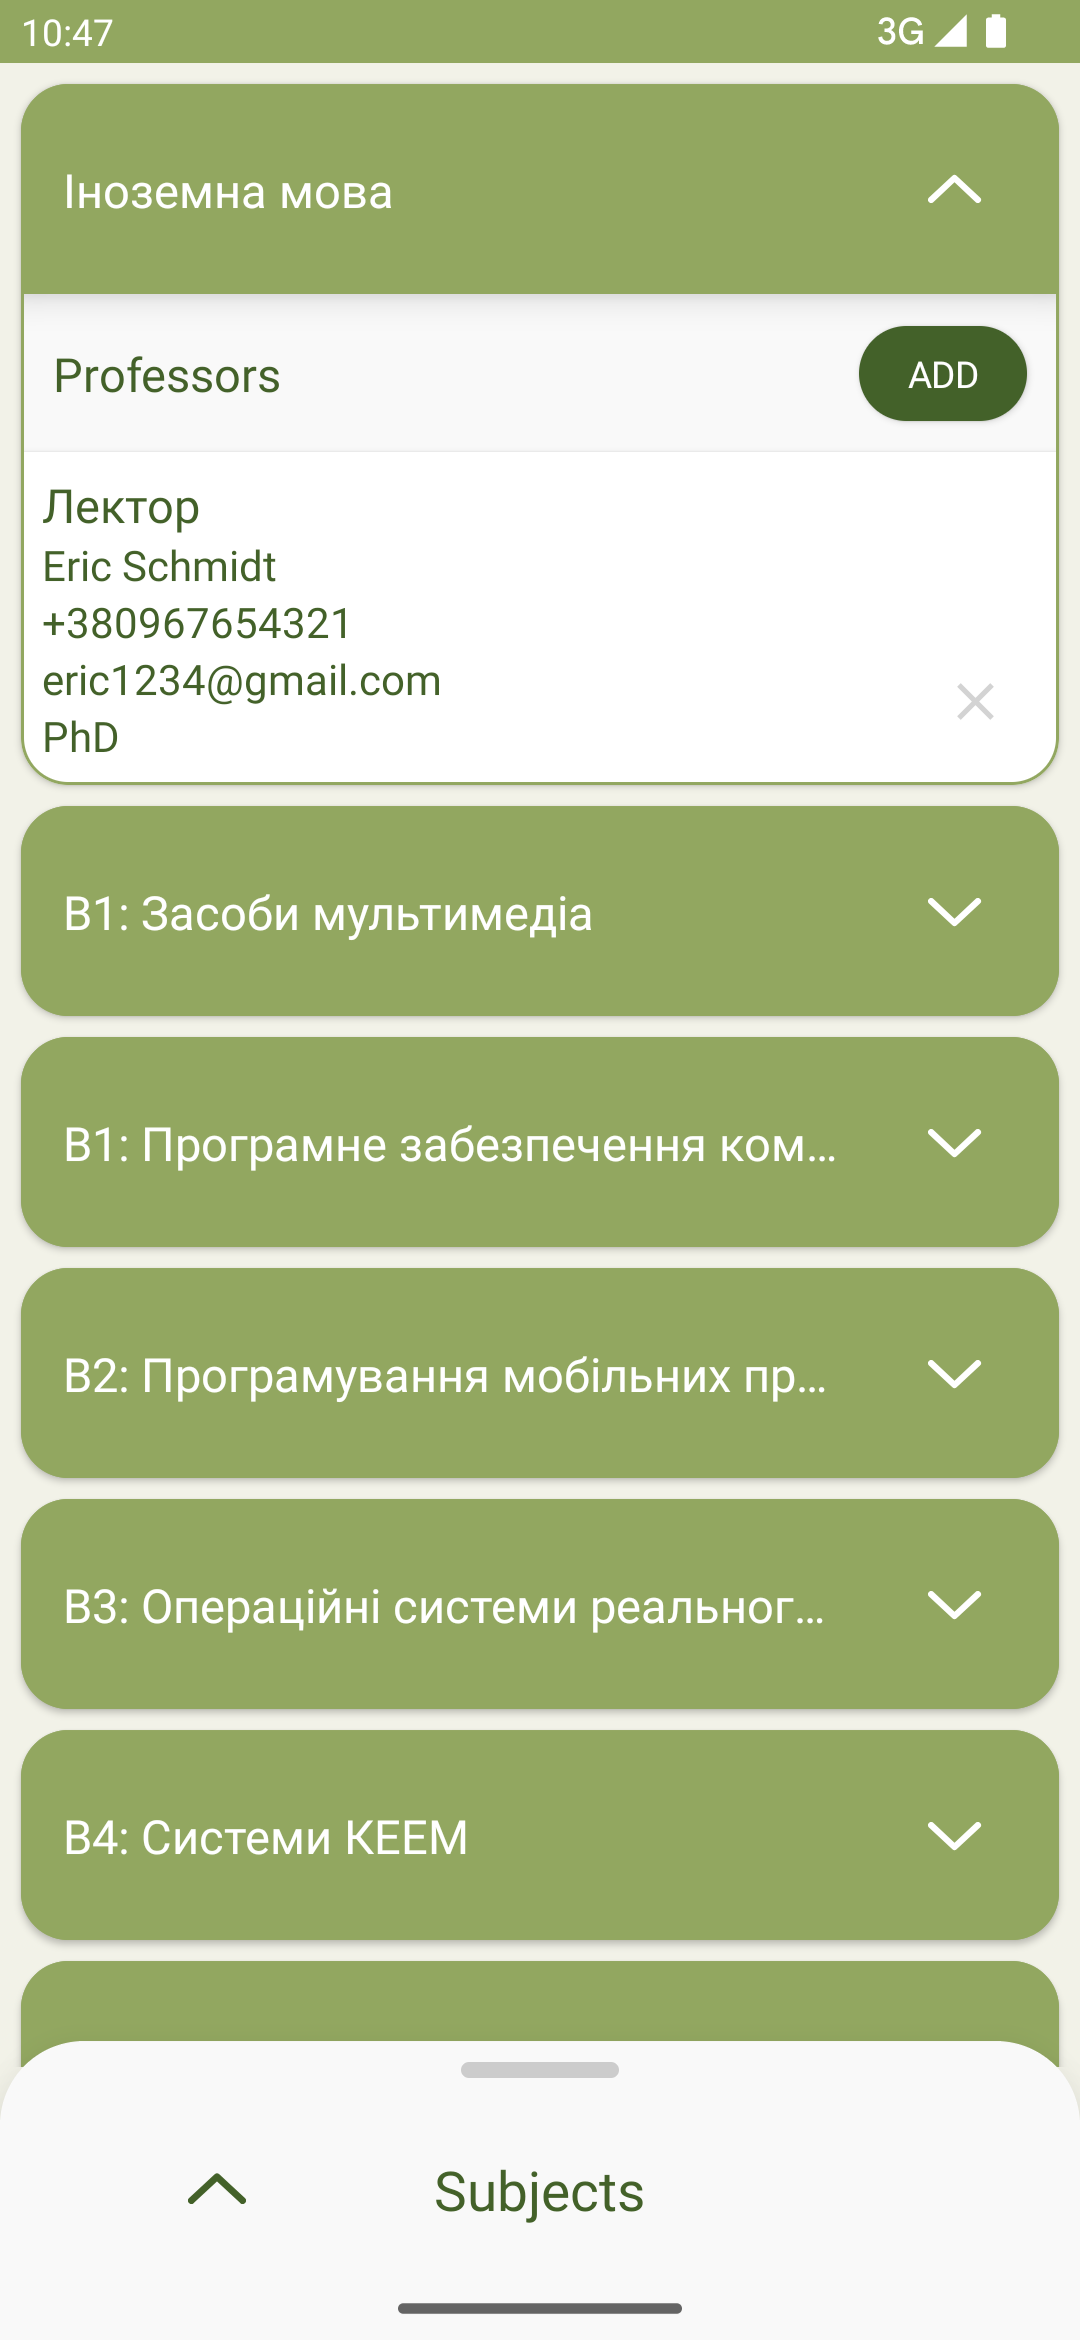 10:47
3G
Іноземна мова
Professors
ADD
Лектор
Eric Schmidt
+380967654321
eric1234@gmail.com
PhD
В1: Засоби мультимедіа
В1: Програмне забезпечення ком...
В2: Програмування мобільних пр...
В3: Операційні системи реальног...
В4: Системи КЕЕМ
Subjects